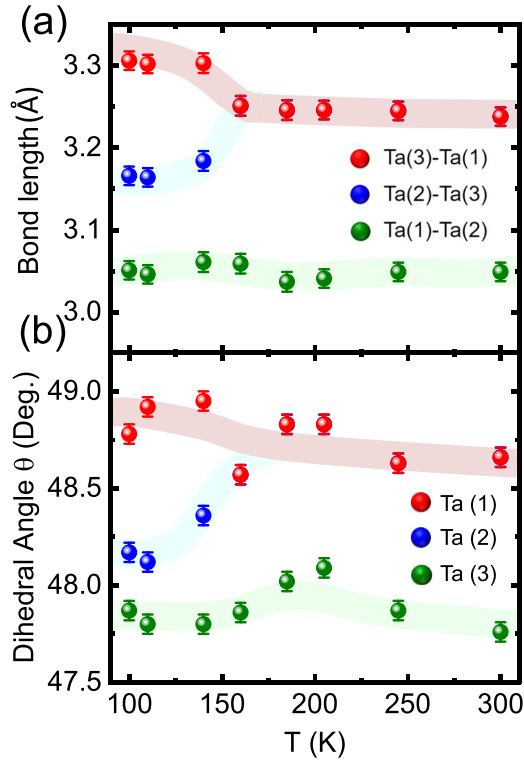 (a)
3.3
3.2
3.1
3.0
Bond length(Å)
Ta(3)-Ta(1)
Ta(2)-Ta(3)
Ta(1)-Ta(2)
(b)
49.0
48.5
48.0
47.5
Dihedral Angle θ (Deg.)
Ta (1)
Ta (2)
Ta (3)
100 150 200 250 300
T (K)